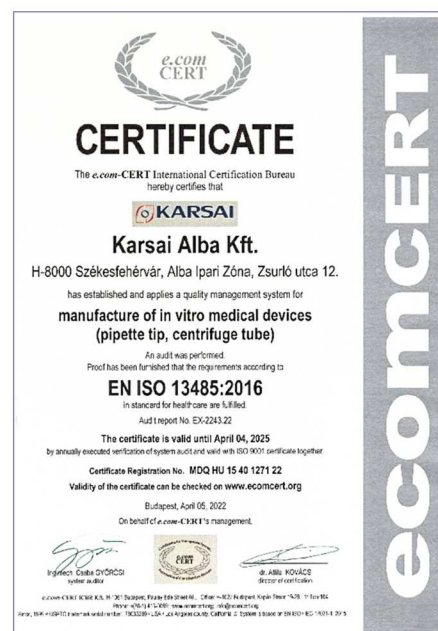 e.com
CERT
CERTIFICATE
The e.com-CERT International Certification Bureau
hereby certifies that
KARSAI
Karsai Alba Kft.
H-8000 Székesfehérvár, Alba Ipari Zóna, Zsurló utca 12.
has established and applies a quality management system for
manufacture of in vitro medical devices
(pipette tip, centrifuge tube)
An audit was performed.
Proof has been furnished that the requirements according to
EN ISO 13485:2016
in standard for healthcare are fulfilled.
Audit report No. EX-2243.22
The certificate is valid until April 04, 2025
by annually executed verification of system audit and valid with ISO 9001 certificate together.
Certificate Registration No. MDQ HU 15 40 1271 22
Validity of the certificate can be checked on www.ecomcert.org
Budapest, April 05, 2022
On behalf of e.com-CERT's management.
Csaba GYŐRCSI
system auditor
dr. Attila KOVÁCS
director of certification
ecomCERT